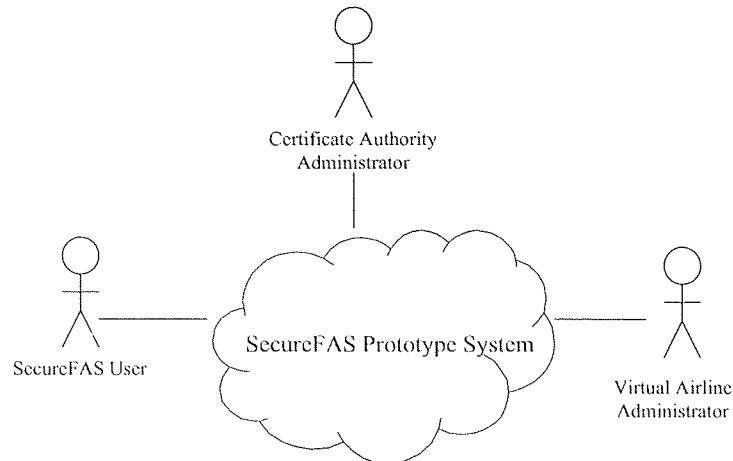 Certificate Authority
Administrator
SecureFAS Prototype System
SecureFAS User
Virtual Airline
Administrator